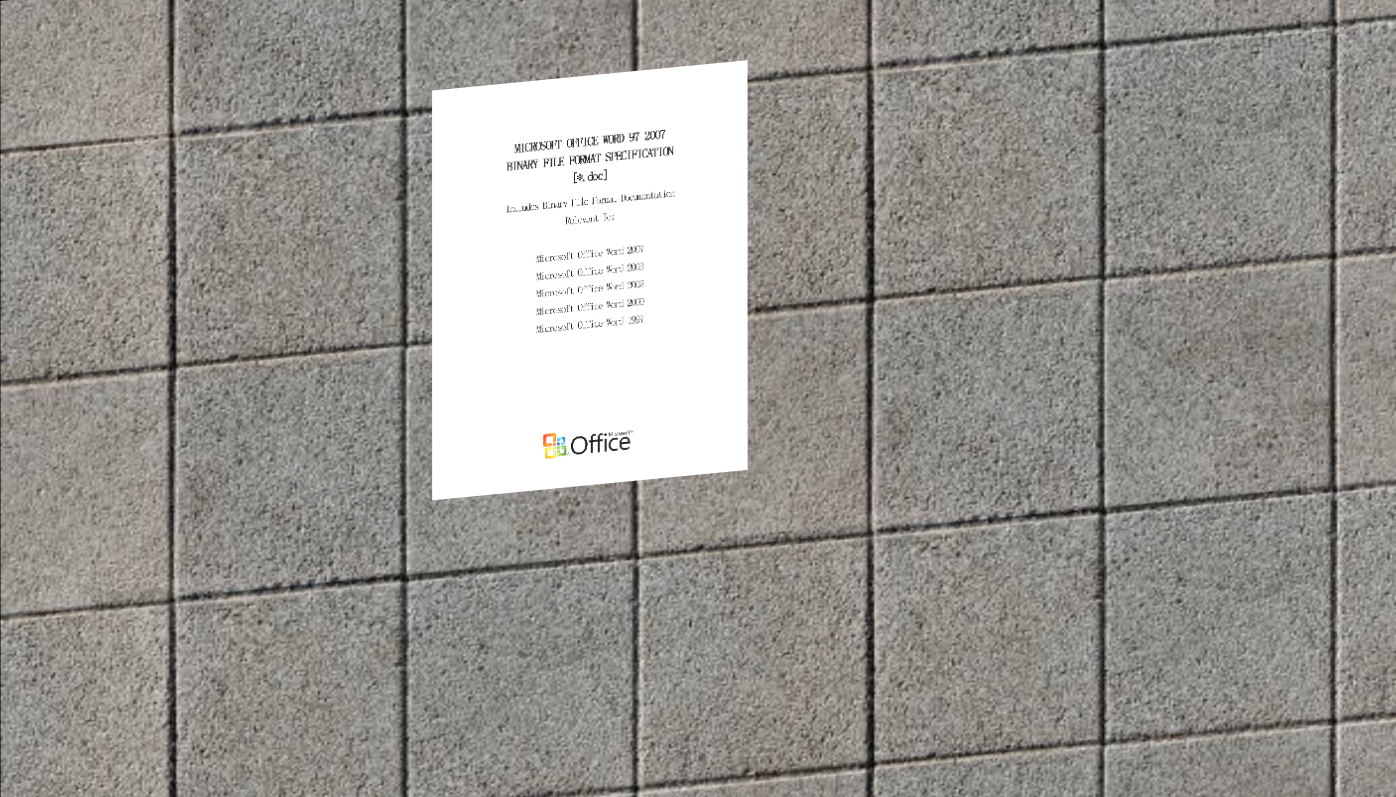 MICROSOFT OFFICE WORD 97 2007
BINARY FILE FORMAT SPECIFICATION
[*.doc]
Includes Binary File Format Documentation
Relevant To:
Microsoft Office Word 2007
Microsoft Office Word 2003
Microsoft Office Word 2002
Microsoft Office Word 2000
Microsoft Office Word 1997
Microsoft
Office